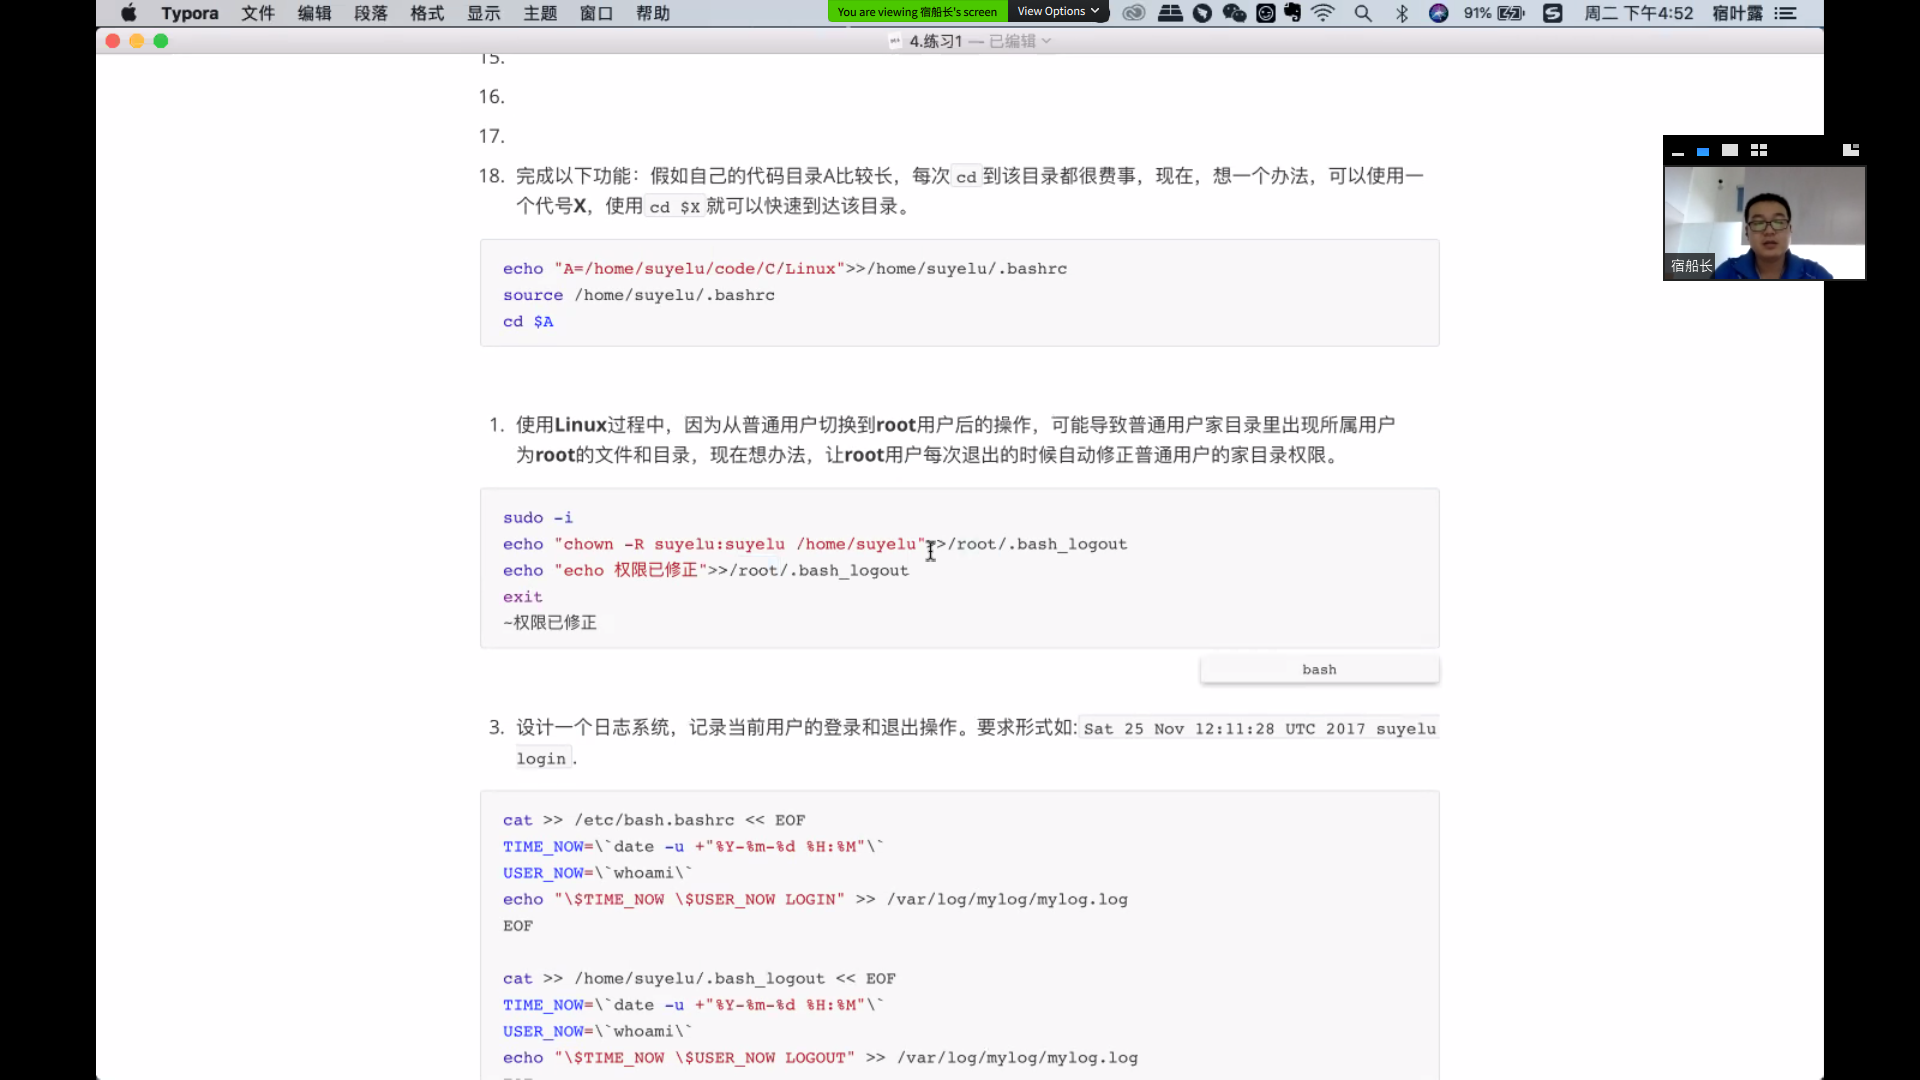 Typora 文件 编辑 段落 格式 显示 主题 窗口 帮助
You are viewing 宿船长's screen View Options
91% 周二 下午4:52 宿叶露
4.练习1 — 已编辑
15.
16.
17.
18. 完成以下功能：假如自己的代码目录A比较长，每次 cd 到该目录都很费事，现在，想一个办法，可以使用一
个代号X，使用 cd $X 就可以快速到达该目录。
echo "A=/home/suyelu/code/C/Linux">>/home/suyelu/.bashrc
source /home/suyelu/.bashrc
cd $A
1. 使用Linux过程中，因为从普通用户切换到root用户后的操作，可能导致普通用户家目录里出现所属用户
为root的文件和目录，现在想办法，让root用户每次退出的时候自动修正普通用户的家目录权限。
sudo -i
echo "chown -R suyelu:suyelu /home/suyelu">>/root/.bash_logout
echo "echo 权限已修正">>/root/.bash_logout
exit
~权限已修正
bash
3. 设计一个日志系统，记录当前用户的登录和退出操作。要求形式如: Sat 25 Nov 12:11:28 UTC 2017 suyelu
login .
cat >> /etc/bash.bashrc << EOF
TIME_NOW=\`date -u +"%Y-%m-%d %H:%M"\`
USER_NOW=\`whoami\`
echo "\$TIME_NOW \$USER_NOW LOGIN" >> /var/log/mylog/mylog.log
EOF
cat >> /home/suyelu/.bash_logout << EOF
TIME_NOW=\`date -u +"%Y-%m-%d %H:%M"\`
USER_NOW=\`whoami\`
echo "\$TIME_NOW \$USER_NOW LOGOUT" >> /var/log/mylog/mylog.log
宿船长